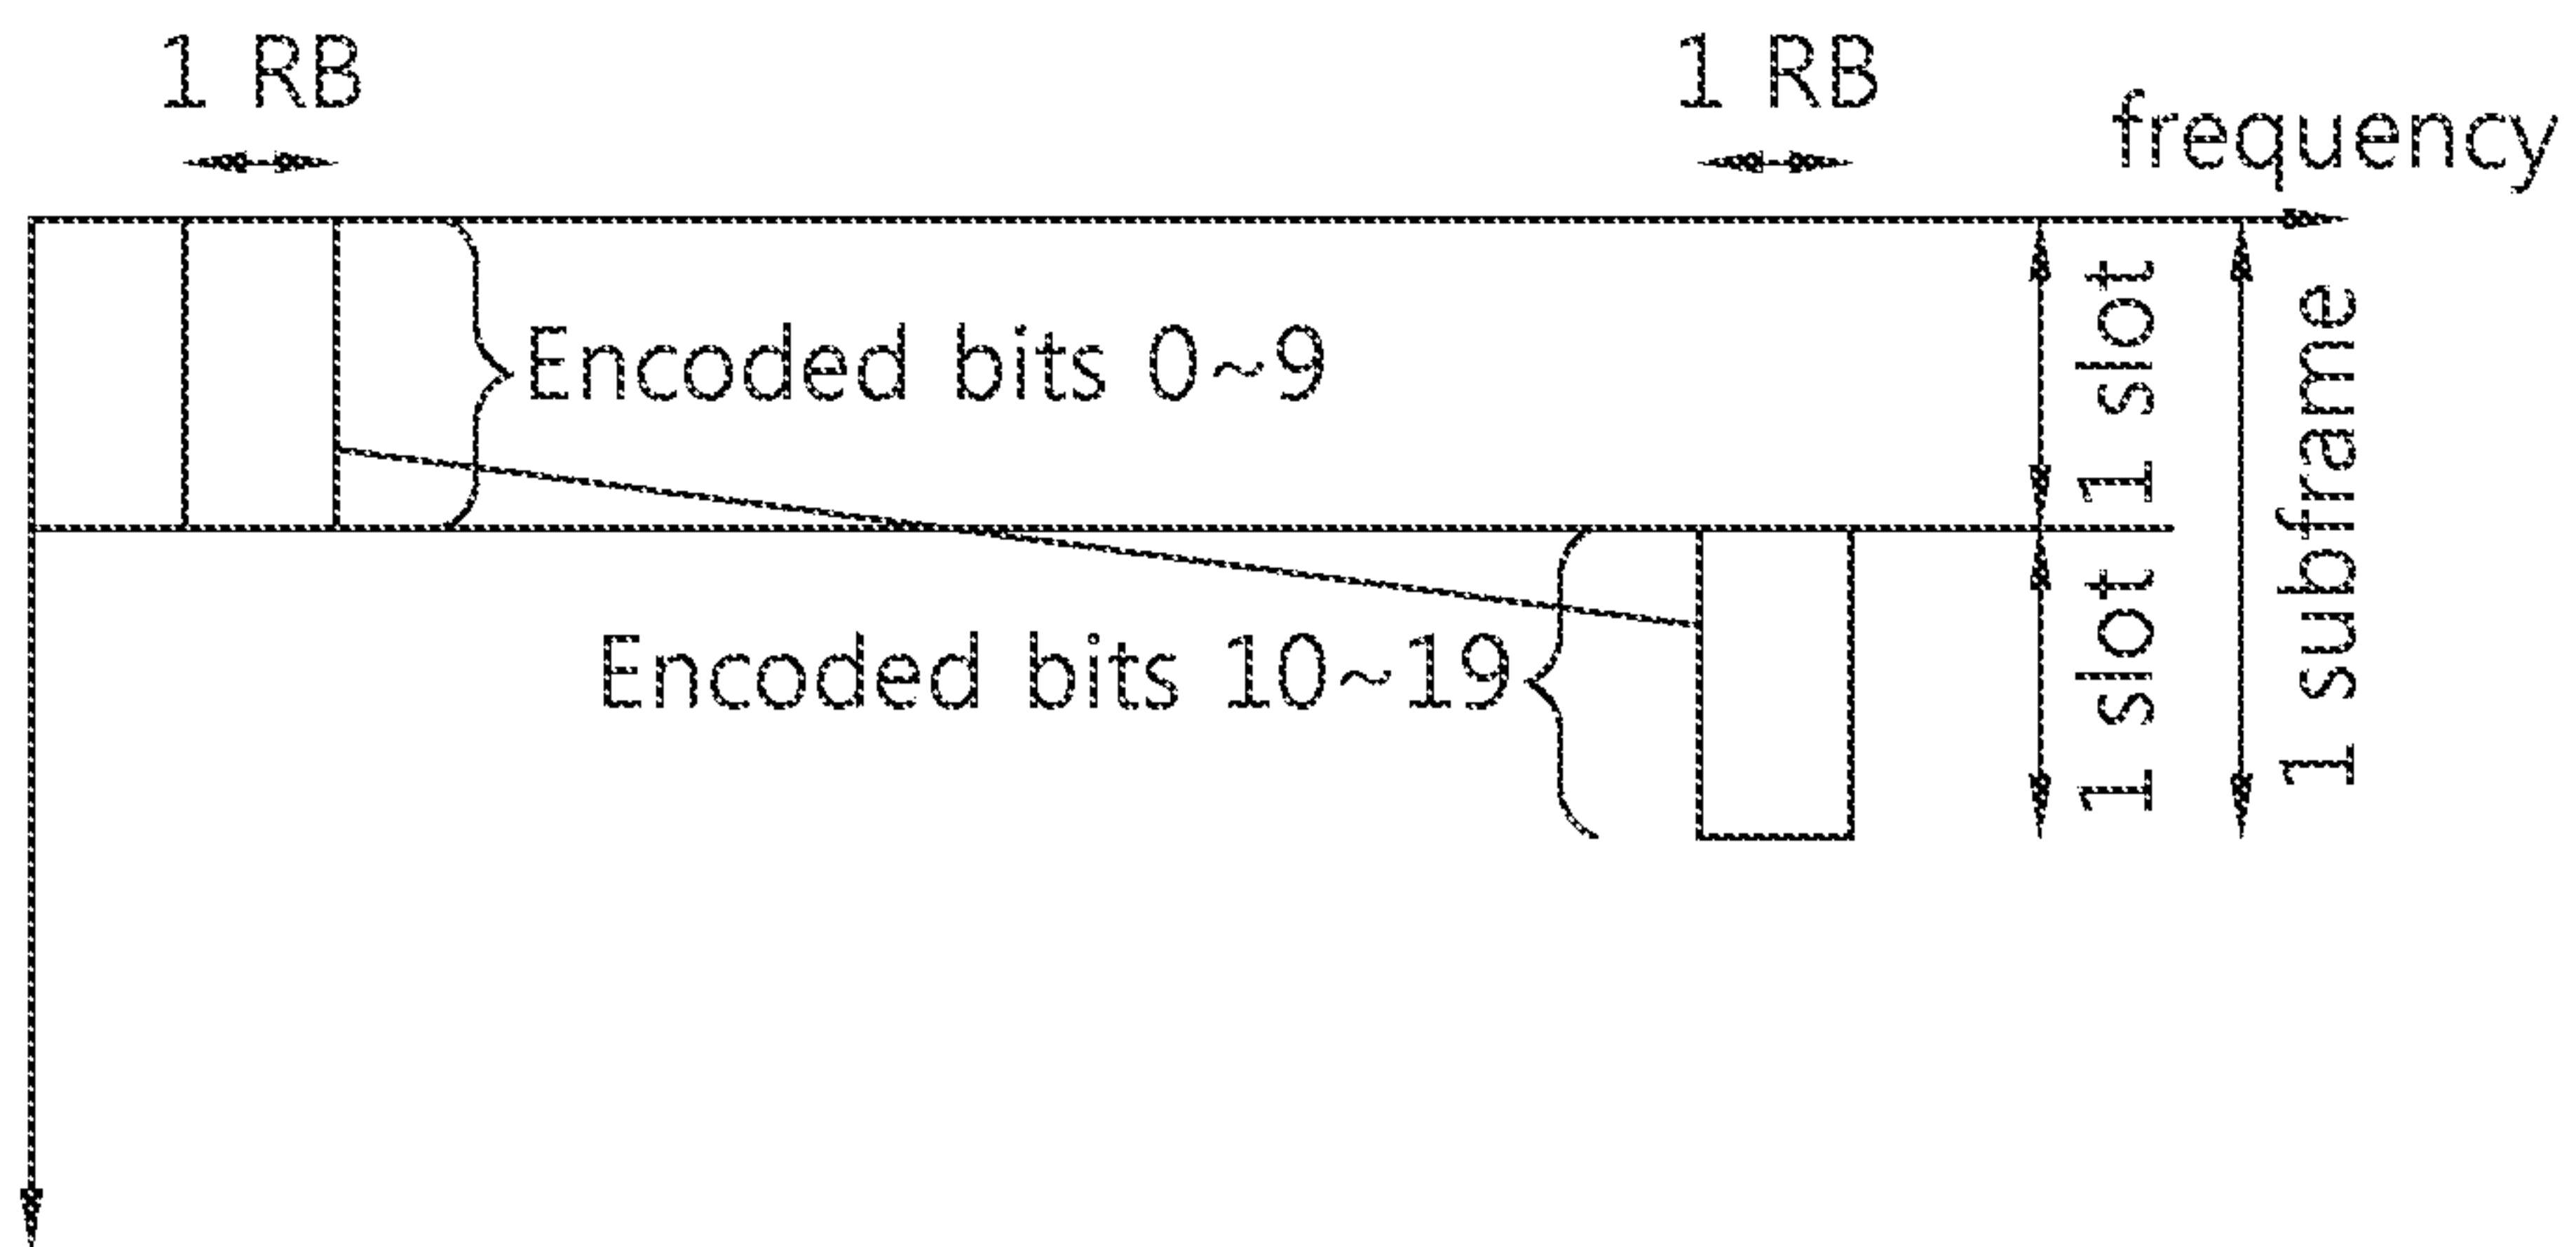 1 RB
1 RB
frequency
Encoded bits 0~9
1 slot
1 subframe
Encoded bits 10~19
1 slot